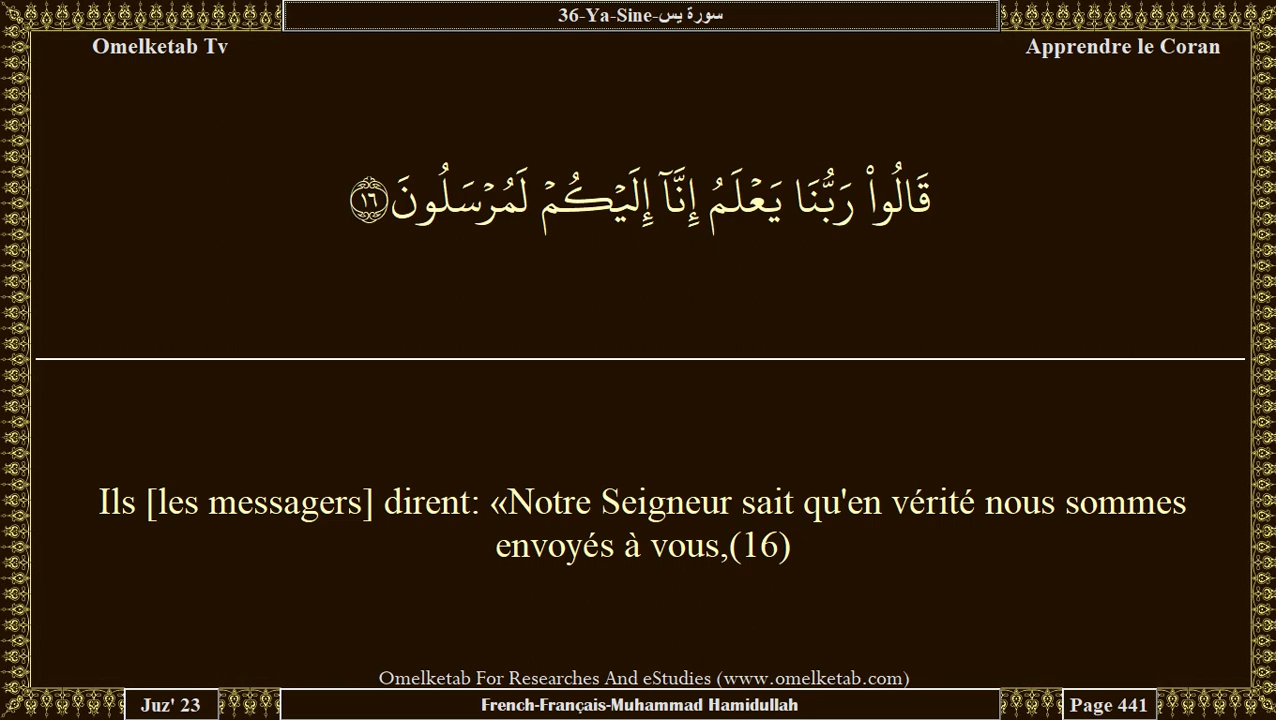 36-Ya-Sine-سورة يس
Omelketab Tv
Apprendre le Coran
قَالُوا۟ رَبُّنَا يَعۡلَمُ إِنَّآ إِلَيۡكُمۡ لَمُرۡسَلُونَ ١٦
Ils [les messagers] dirent: «Notre Seigneur sait qu'en vérité nous sommes
envoyés à vous,(16)
Omelketab For Researches And eStudies (www.omelketab.com)
Juz' 23
French-Français-Muhammad Hamidullah
Page 441